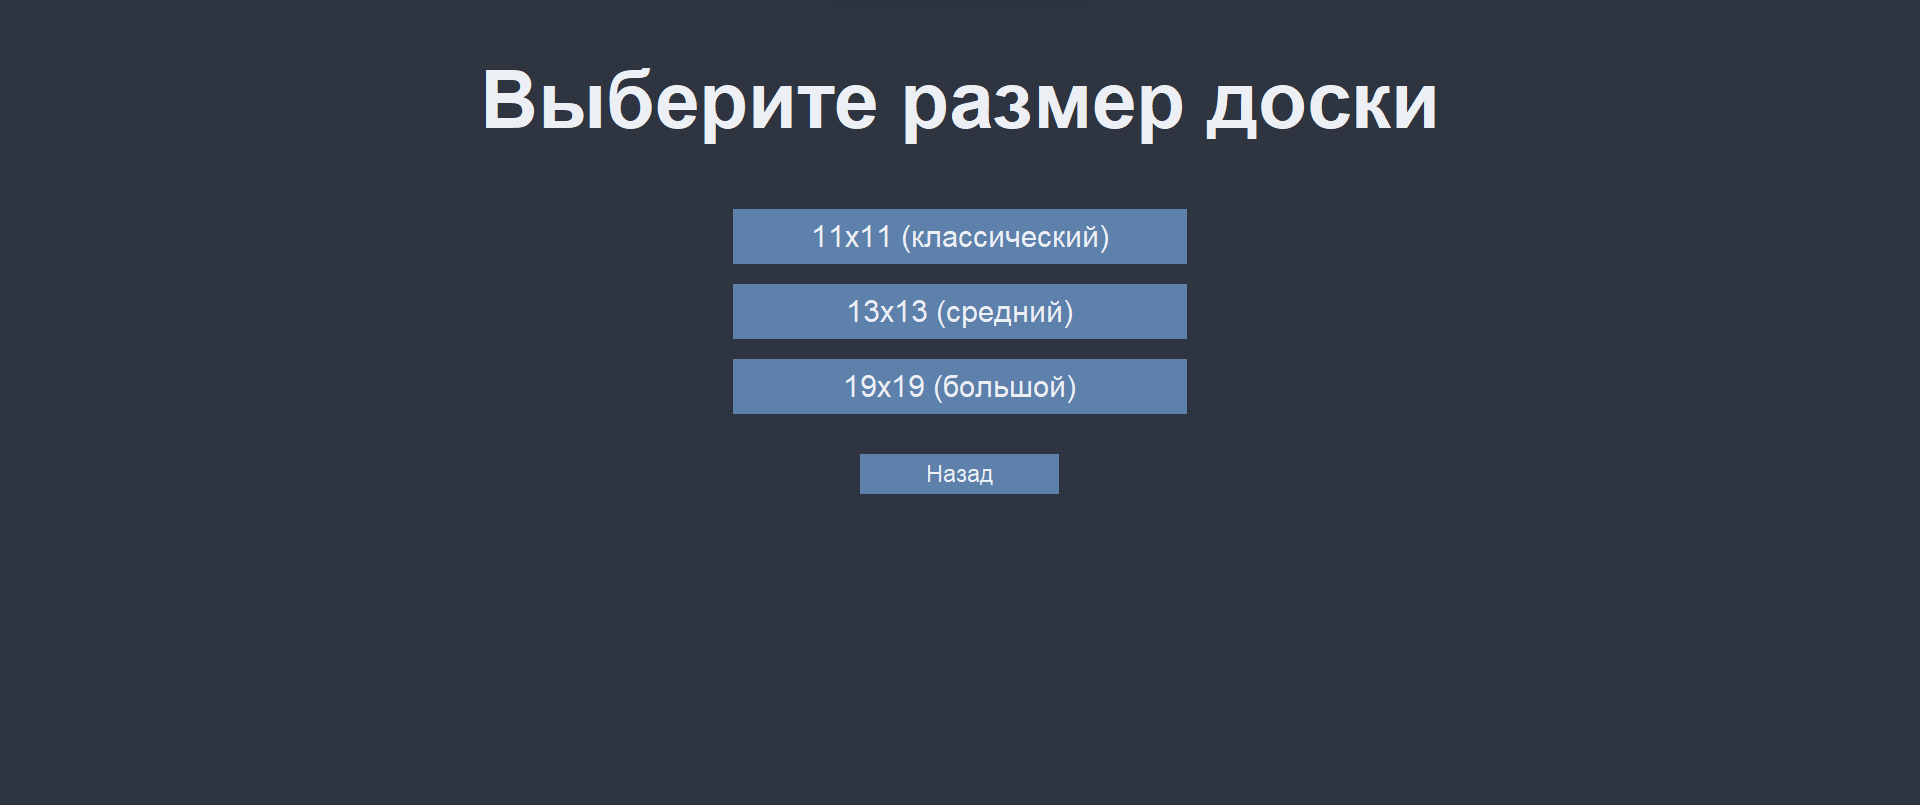 Выберите размер доски
11x11 (классический)
13x13 (средний)
19x19 (большой)
Назад